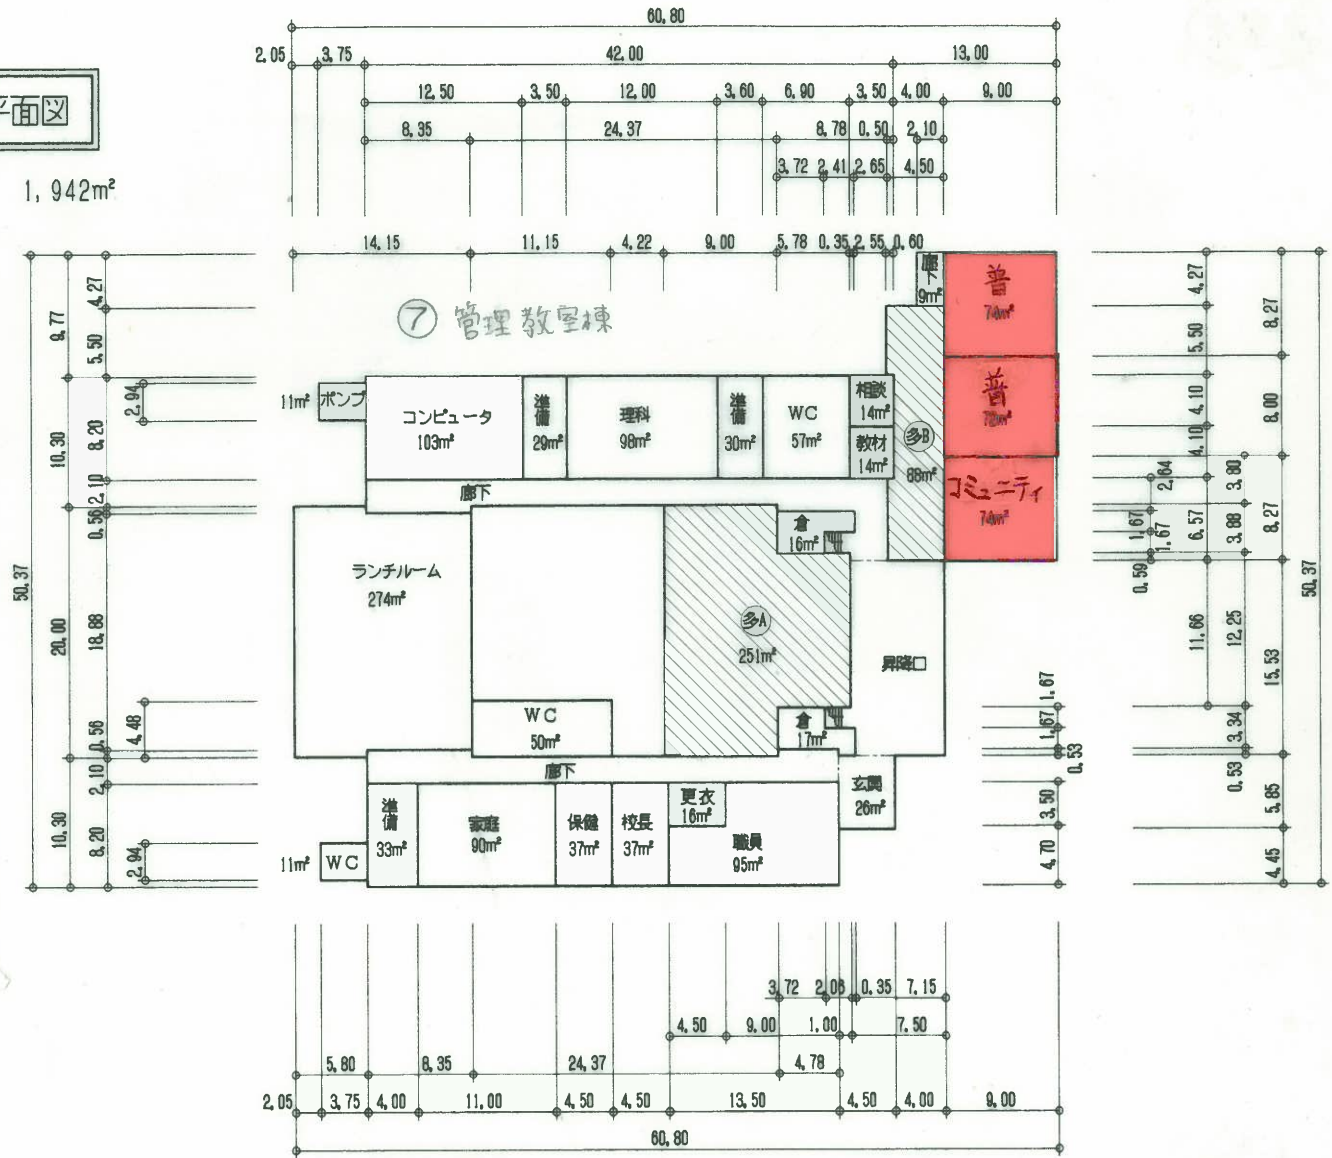 平面図
1,942m²
60.80
2.05 3.75 42.00 13.00
12.50 3.50 12.00 3.60 6.90 3.50 4.00 9.00
8.35 24.37 8.78 0.50 2.10
3.72 2.41 2.65 4.50
14.15 11.15 4.22 9.00 5.78 0.35 2.55 0.60
⑦ 管理教室棟
廊下
9m²
普
74m²
普
72m²
コミュニティ
74m²
11m² ポンプ
コンピュータ
103m²
準備
29m²
理科
98m²
準備
30m²
WC
57m²
相談
14m²
教材
14m²
多B
88m²
廊下
ランチルーム
274m²
倉
16m²
多A
251m²
昇降口
WC
50m²
倉
17m²
廊下
玄関
26m²
準備
33m²
家庭
90m²
保健
37m²
校長
37m²
更衣
16m²
職員
95m²
11m² WC
50.37
9.77 10.30 20.00 10.30
4.27 5.50 8.20 2.10 0.56 18.88 0.56 2.10 8.20
2.94 4.48 2.94
1.67 1.67 0.53 3.50 4.70
2.64 1.67 1.67 0.59
4.27 5.50 4.10 4.10 6.57 11.66
3.80 3.88 12.25 3.34 0.53
8.27 8.00 8.27 15.53 5.85 4.45
50.37
3.72 2.06 0.35 7.15
4.50 9.00 1.00 7.50
5.80 8.35 24.37 4.78
2.05 3.75 4.00 11.00 4.50 4.50 13.50 4.50 4.00 9.00
60.80